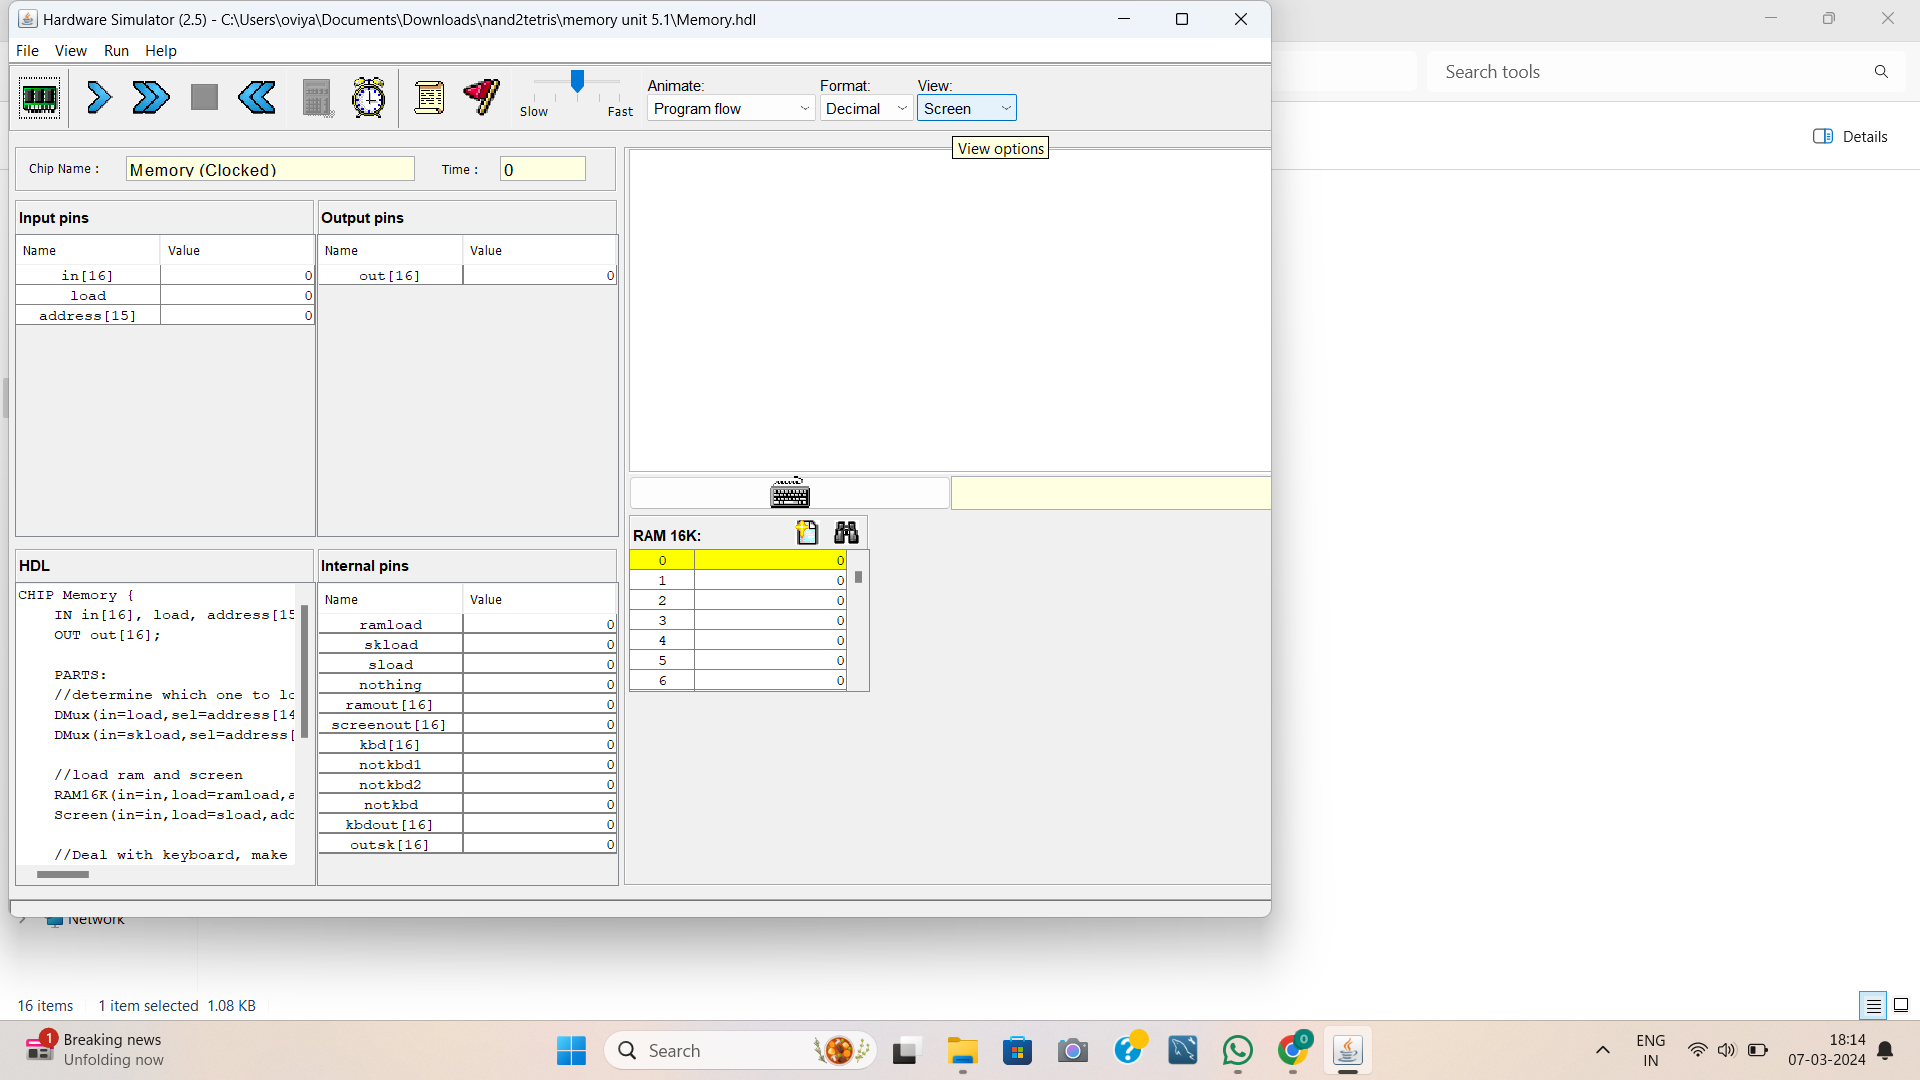 Hardware Simulator (2.5) - C:\Users\oviya\Documents\Downloads\nand2tetris\memory unit 5.1\Memory.hdl
File View Run Help
Slow Fast
Animate: Format: View:
Program flow Decimal Screen
View options
Search tools
Details
Chip Name : Memory (Clocked) Time : 0
Input pins
Name Value
in[16] 0
load 0
address[15] 0
Output pins
Name Value
out[16] 0
HDL
CHIP Memory {
IN in[16], load, address[15
OUT out[16];
PARTS:
//determine which one to lo
DMux(in=load,sel=address[14
DMux(in=skload,sel=address[
//load ram and screen
RAM16K(in=in,load=ramload,a
Screen(in=in,load=sload,add
//Deal with keyboard, make
Internal pins
Name Value
ramload 0
skload 0
sload 0
nothing 0
ramout[16] 0
screenout[16] 0
kbd[16] 0
notkbd1 0
notkbd2 0
notkbd 0
kbdout[16] 0
outsk[16] 0
RAM 16K:
0 0
1 0
2 0
3 0
4 0
5 0
6 0
Network
16 items 1 item selected 1.08 KB
1
Breaking news
Unfolding now
Search
0
ENG
IN
18:14
07-03-2024